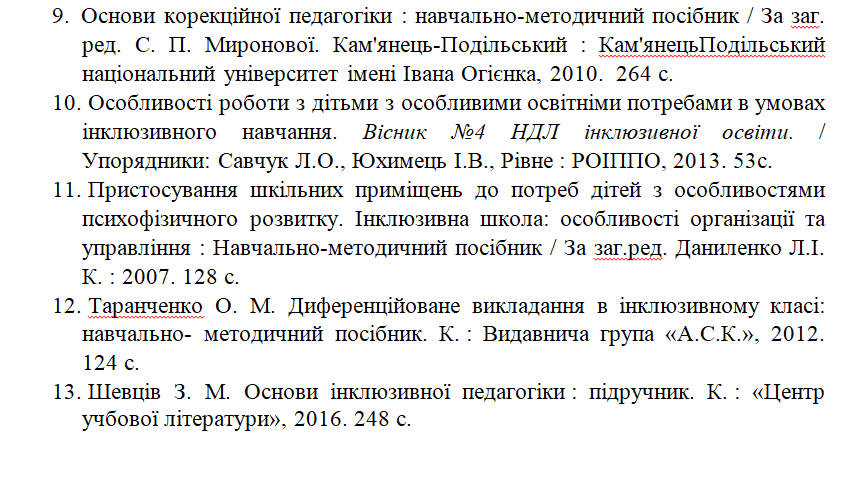 9. Основи корекційної педагогіки : навчально-методичний посібник / За заг.
ред. С. П. Миронової. Кам'янець-Подільський : Кам'янецьПодільський
національний університет імені Івана Огієнка, 2010. 264 с.
10. Особливості роботи з дітьми з особливими освітніми потребами в умовах
інклюзивного навчання. Вісник №4 НДЛ інклюзивної освіти. /
Упорядники: Савчук Л.О., Юхимець І.В., Рівне : РОІППО, 2013. 53с.
11. Пристосування шкільних приміщень до потреб дітей з особливостями
психофізичного розвитку. Інклюзивна школа: особливості організації та
управління : Навчально-методичний посібник / За заг.ред. Даниленко Л.І.
К. : 2007. 128 с.
12. Таранченко О. М. Диференційоване викладання в інклюзивному класі:
навчально- методичний посібник. К. : Видавнича група «А.С.К.», 2012.
124 с.
13. Шевців З. М. Основи інклюзивної педагогіки : підручник. К. : «Центр
учбової літератури», 2016. 248 с.